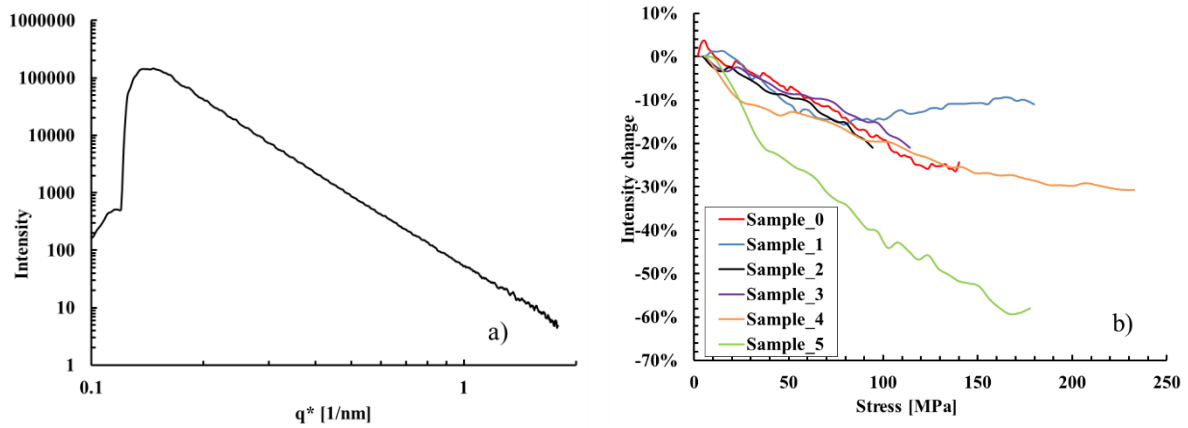 1000000
100000
10000
1000
100
10
1
0.1
1
Intensity
q* [1/nm]
a)
10%
0%
-10%
-20%
-30%
-40%
-50%
-60%
-70%
0
50
100
150
200
250
Intensity change
Stress [MPa]
Sample_0
Sample_1
Sample_2
Sample_3
Sample_4
Sample_5
b)